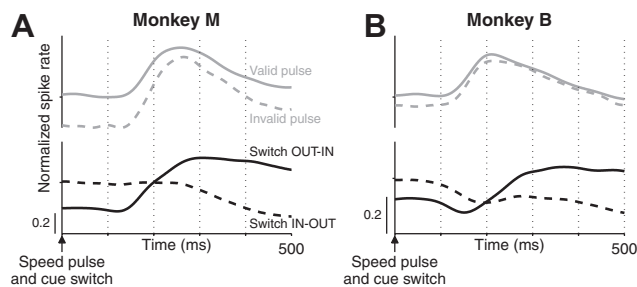 A
Monkey M
Normalized spike rate
Valid pulse
Invalid pulse
Switch OUT-IN
Switch IN-OUT
0.2
Time (ms)
500
Speed pulse
and cue switch
B
Monkey B
0.2
Time (ms)
500
Speed pulse
and cue switch